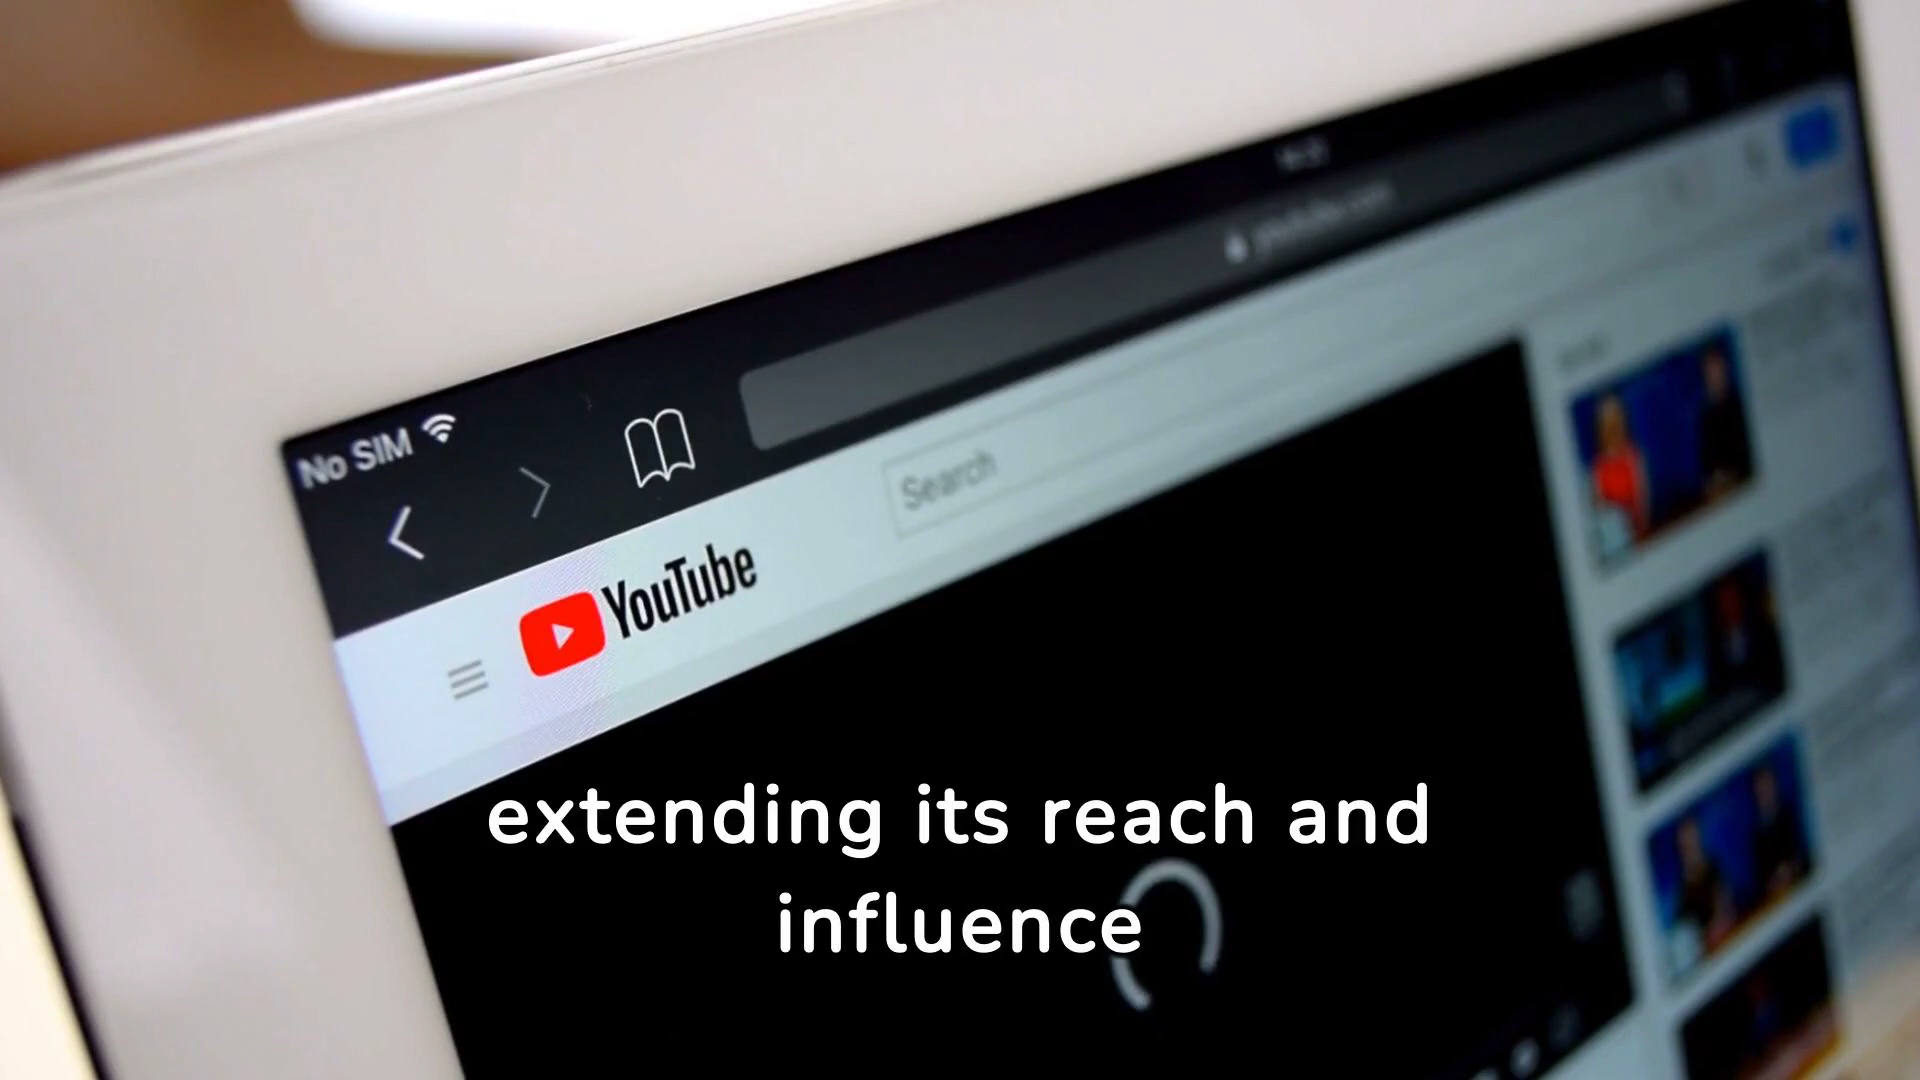 No SIM
Search
YouTube
extending its reach and
influence